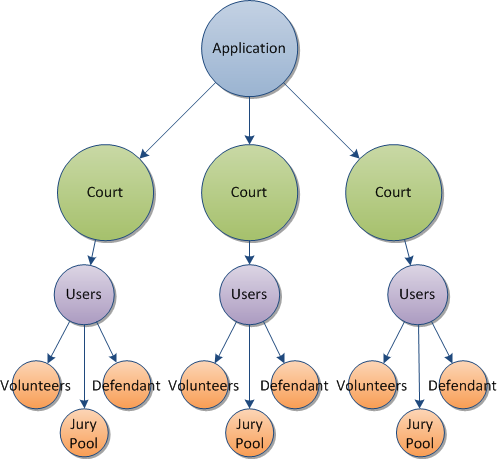 Application
Court
Court
Court
Users
Users
Users
Volunteers
Defendant
Volunteers
Defendant
Volunteers
Defendant
Jury
Pool
Jury
Pool
Jury
Pool